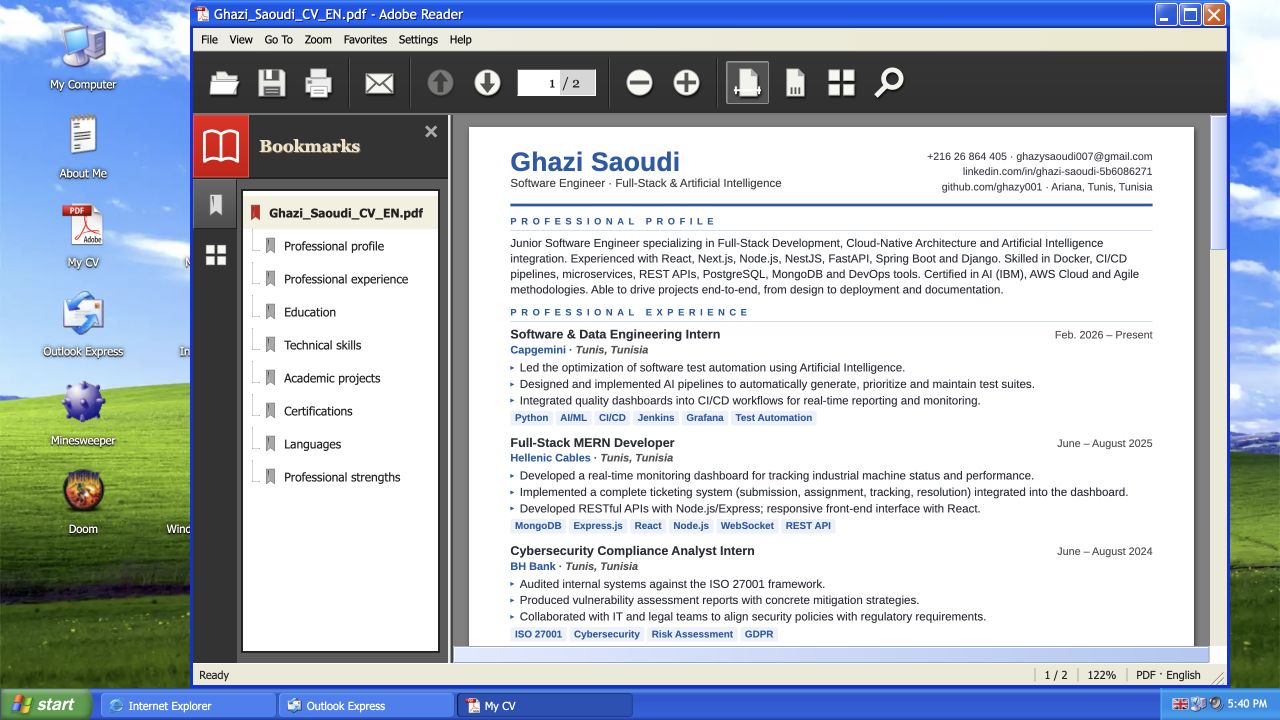 Ghazi_Saoudi_CV_EN.pdf - Adobe Reader
File View Go To Zoom Favorites Settings Help
1 / 2
My Computer
About Me
PDF
Adobe
My CV
Outlook Express
Minesweeper
Doom
Bookmarks
Ghazi_Saoudi_CV_EN.pdf
Professional profile
Professional experience
Education
Technical skills
Academic projects
Certifications
Languages
Professional strengths
Ghazi Saoudi
Software Engineer · Full-Stack & Artificial Intelligence
+216 26 864 405 · ghazysaoudi007@gmail.com
linkedin.com/in/ghazi-saoudi-5b6086271
github.com/ghazy001 · Ariana, Tunis, Tunisia
PROFESSIONAL PROFILE
Junior Software Engineer specializing in Full-Stack Development, Cloud-Native Architecture and Artificial Intelligence
integration. Experienced with React, Next.js, Node.js, NestJS, FastAPI, Spring Boot and Django. Skilled in Docker, CI/CD
pipelines, microservices, REST APIs, PostgreSQL, MongoDB and DevOps tools. Certified in AI (IBM), AWS Cloud and Agile
methodologies. Able to drive projects end-to-end, from design to deployment and documentation.
PROFESSIONAL EXPERIENCE
Software & Data Engineering Intern Feb. 2026 – Present
Capgemini · Tunis, Tunisia
▸ Led the optimization of software test automation using Artificial Intelligence.
▸ Designed and implemented AI pipelines to automatically generate, prioritize and maintain test suites.
▸ Integrated quality dashboards into CI/CD workflows for real-time reporting and monitoring.
Python AI/ML CI/CD Jenkins Grafana Test Automation
Full-Stack MERN Developer June – August 2025
Hellenic Cables · Tunis, Tunisia
▸ Developed a real-time monitoring dashboard for tracking industrial machine status and performance.
▸ Implemented a complete ticketing system (submission, assignment, tracking, resolution) integrated into the dashboard.
▸ Developed RESTful APIs with Node.js/Express; responsive front-end interface with React.
MongoDB Express.js React Node.js WebSocket REST API
Cybersecurity Compliance Analyst Intern June – August 2024
BH Bank · Tunis, Tunisia
▸ Audited internal systems against the ISO 27001 framework.
▸ Produced vulnerability assessment reports with concrete mitigation strategies.
▸ Collaborated with IT and legal teams to align security policies with regulatory requirements.
ISO 27001 Cybersecurity Risk Assessment GDPR
Ready 1 / 2 122% PDF · English
start Internet Explorer Outlook Express My CV 5:40 PM